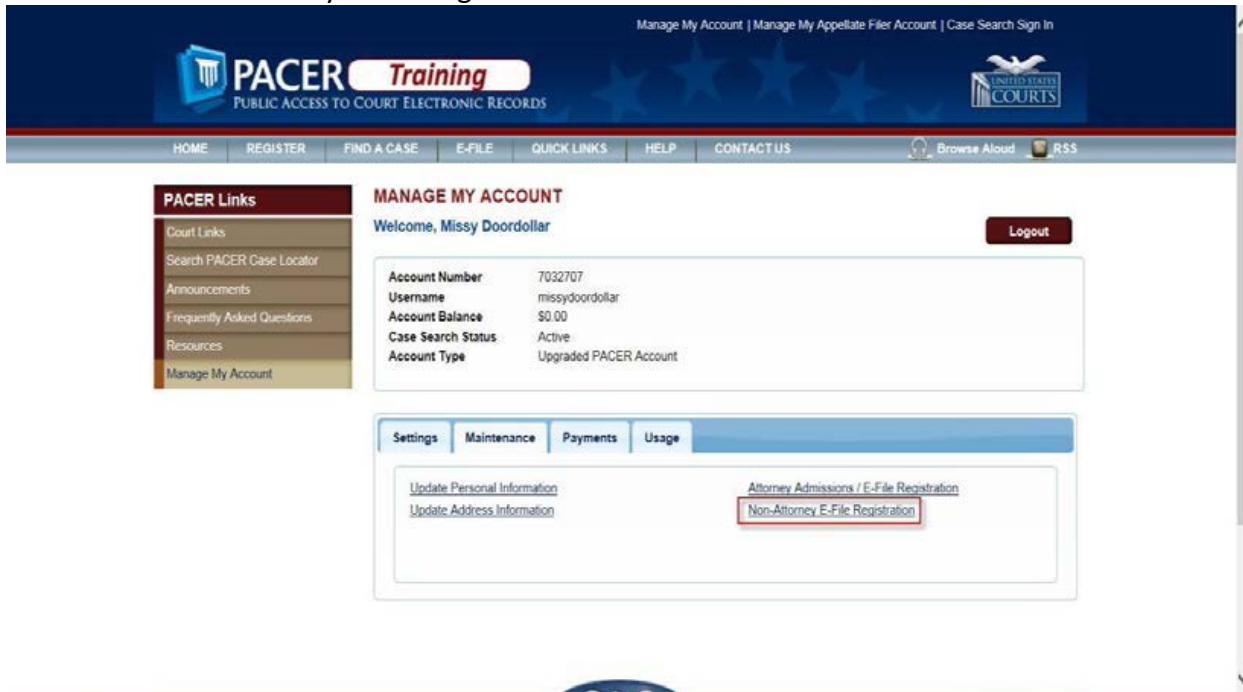 Manage My Account | Manage My Appellate Filer Account | Case Search Sign In
PACER Training
PUBLIC ACCESS TO COURT ELECTRONIC RECORDS
UNITED STATES
COURTS
HOME REGISTER FIND A CASE E-FILE QUICK LINKS HELP CONTACT US Browse Aloud RSS
PACER Links
Court Links
Search PACER Case Locator
Announcements
Frequently Asked Questions
Resources
Manage My Account
MANAGE MY ACCOUNT
Welcome, Missy Doordollar
Logout
Account Number 7032707
Username missydoordollar
Account Balance $0.00
Case Search Status Active
Account Type Upgraded PACER Account
Settings Maintenance Payments Usage
Update Personal Information Attorney Admissions / E-File Registration
Update Address Information Non-Attorney E-File Registration